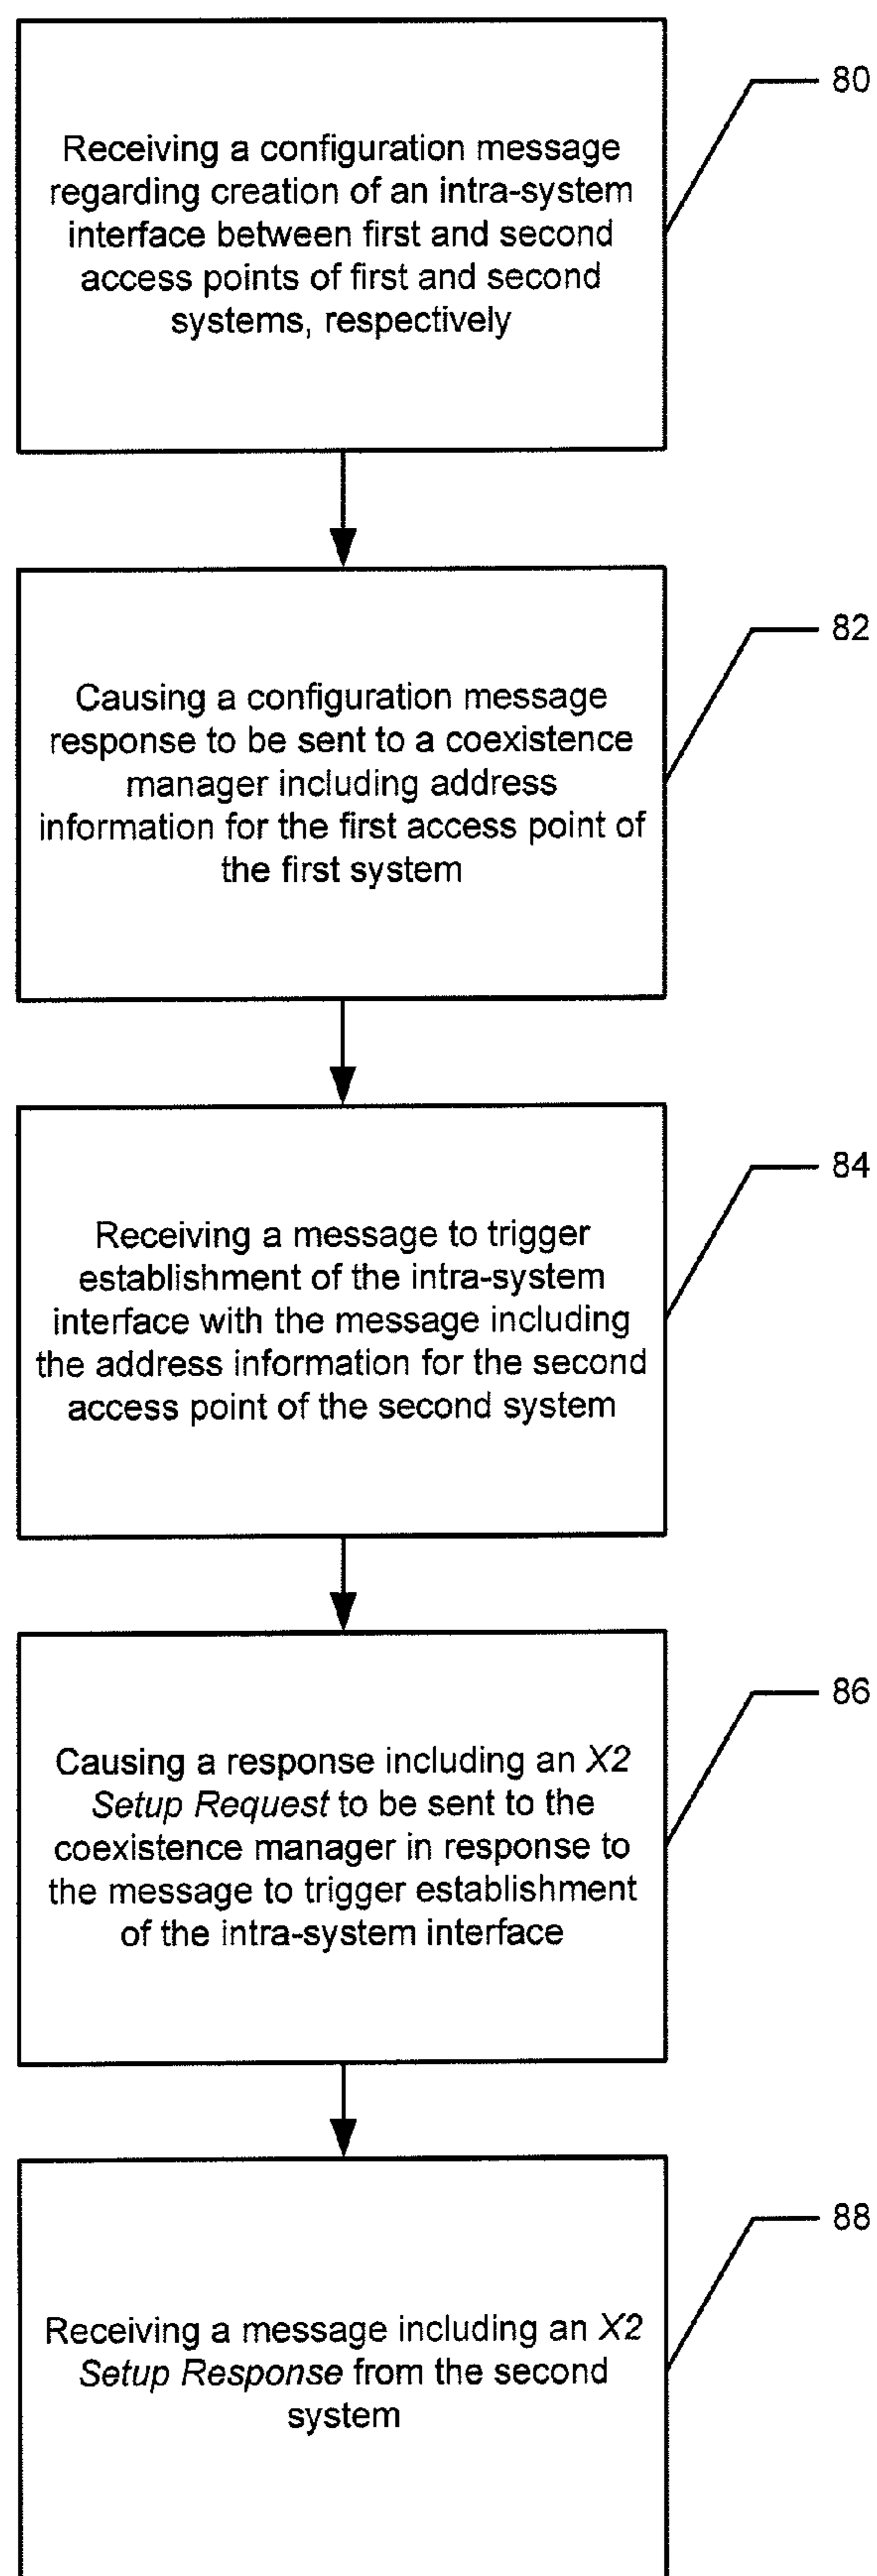 80
Receiving a configuration message
regarding creation of an intra-system
interface between first and second
access points of first and second
systems, respectively
82
Causing a configuration message
response to be sent to a coexistence
manager including address
information for the first access point of
the first system
84
Receiving a message to trigger
establishment of the intra-system
interface with the message including
the address information for the second
access point of the second system
86
Causing a response including an X2
Setup Request to be sent to the
coexistence manager in response to
the message to trigger establishment
of the intra-system interface
88
Receiving a message including an X2
Setup Response from the second
system